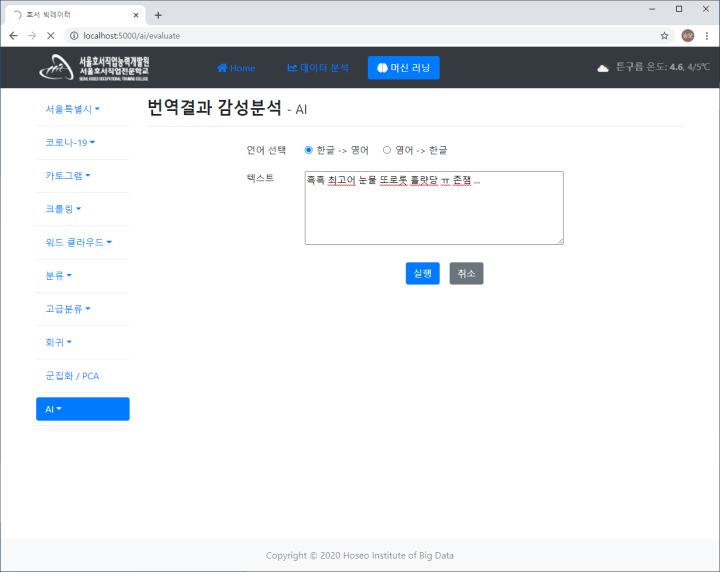 호서 빅데이터
localhost:5000/ai/evaluate
서울호서직업능력개발원
서울호서직업전문학교
SEOUL HOSEO OCCUPATIONAL TRAINING COLLEGE
Home
데이터 분석
머신 러닝
튼구름 온도: 4.6, 4/5℃
서울특별시
코로나-19
카토그램
크롤링
워드 클라우드
분류
고급분류
회귀
군집화 / PCA
AI
번역결과 감성분석 - AI
언어 선택 한글 -> 영어 영어 -> 한글
텍스트
흑흑 최고어 눈물 또로롯 흘랏당 ㅠ 존잼 ...
실행 취소
Copyright © 2020 Hoseo Institute of Big Data